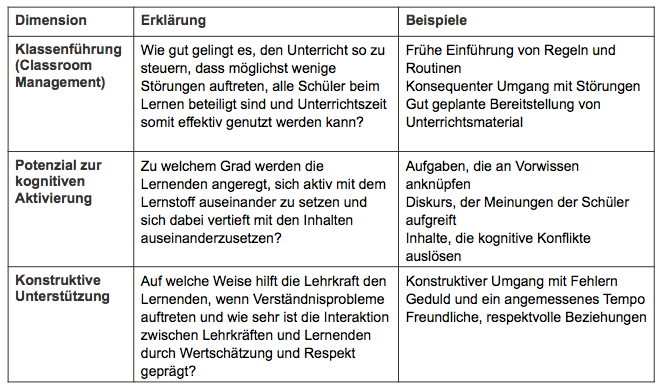 Dimension
Erklärung
Beispiele
Klassenführung
(Classroom
Management)
Wie gut gelingt es, den Unterricht so zu
steuern, dass möglichst wenige
Störungen auftreten, alle Schüler beim
Lernen beteiligt sind und Unterrichtszeit
somit effektiv genutzt werden kann?
Frühe Einführung von Regeln und
Routinen
Konsequenter Umgang mit Störungen
Gut geplante Bereitstellung von
Unterrichtsmaterial
Potenzial zur
kognitiven
Aktivierung
Zu welchem Grad werden die
Lernenden angeregt, sich aktiv mit dem
Lernstoff auseinander zu setzen und
sich dabei vertieft mit den Inhalten
auseinanderzusetzen?
Aufgaben, die an Vorwissen
anknüpfen
Diskurs, der Meinungen der Schüler
aufgreift
Inhalte, die kognitive Konflikte
auslösen
Konstruktive
Unterstützung
Auf welche Weise hilft die Lehrkraft den
Lernenden, wenn Verständnisprobleme
auftreten und wie sehr ist die Interaktion
zwischen Lehrkräften und Lernenden
durch Wertschätzung und Respekt
geprägt?
Konstruktiver Umgang mit Fehlern
Geduld und ein angemessenes Tempo
Freundliche, respektvolle Beziehungen